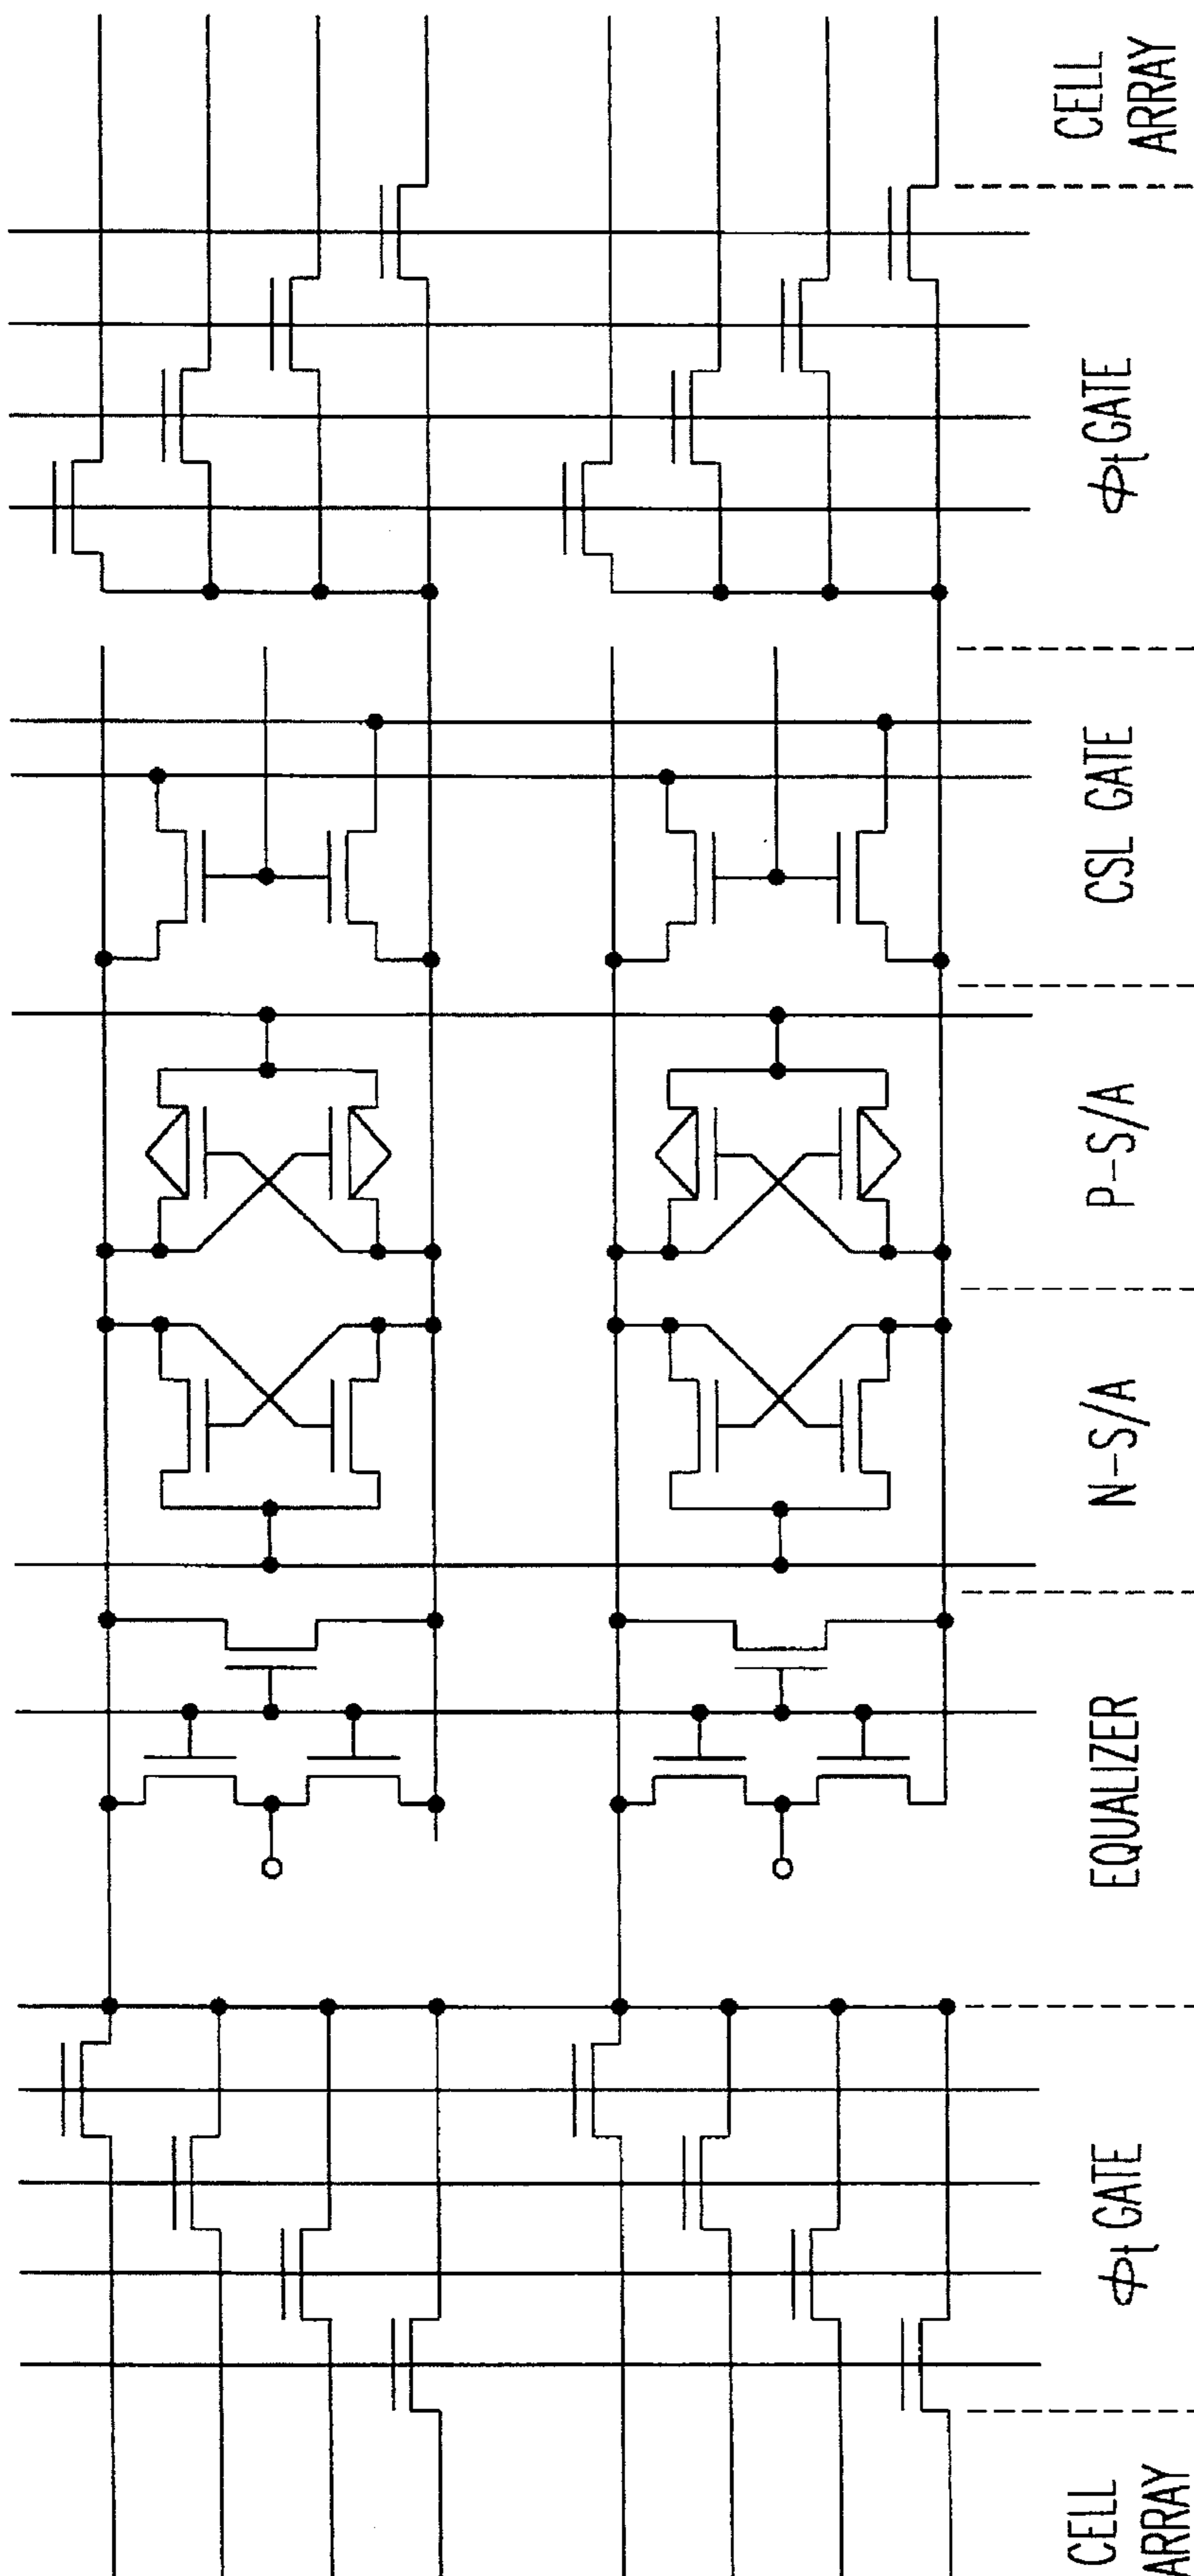 CELL
ARRAY
ϕt GATE
CSL GATE
P-S/A
N-S/A
EQUALIZER
ϕt GATE
CELL
ARRAY